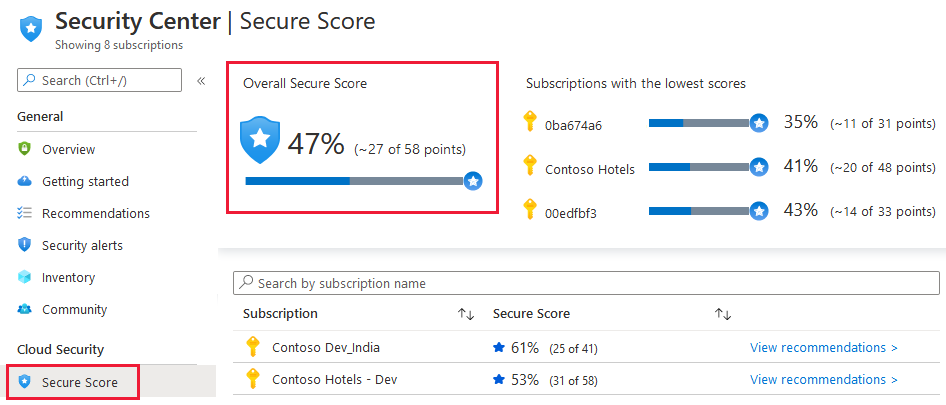 Security Center | Secure Score
Showing 8 subscriptions
Search (Ctrl+/)
«
General
Overview
Getting started
Recommendations
Security alerts
Inventory
Community
Cloud Security
Secure Score
Overall Secure Score
47% (~27 of 58 points)
Subscriptions with the lowest scores
0ba674a6 35% (~11 of 31 points)
Contoso Hotels 41% (~20 of 48 points)
00edfbf3 43% (~14 of 33 points)
Search by subscription name
Subscription ↑↓ Secure Score ↑↓
Contoso Dev_India 61% (25 of 41) View recommendations >
Contoso Hotels - Dev 53% (31 of 58) View recommendations >